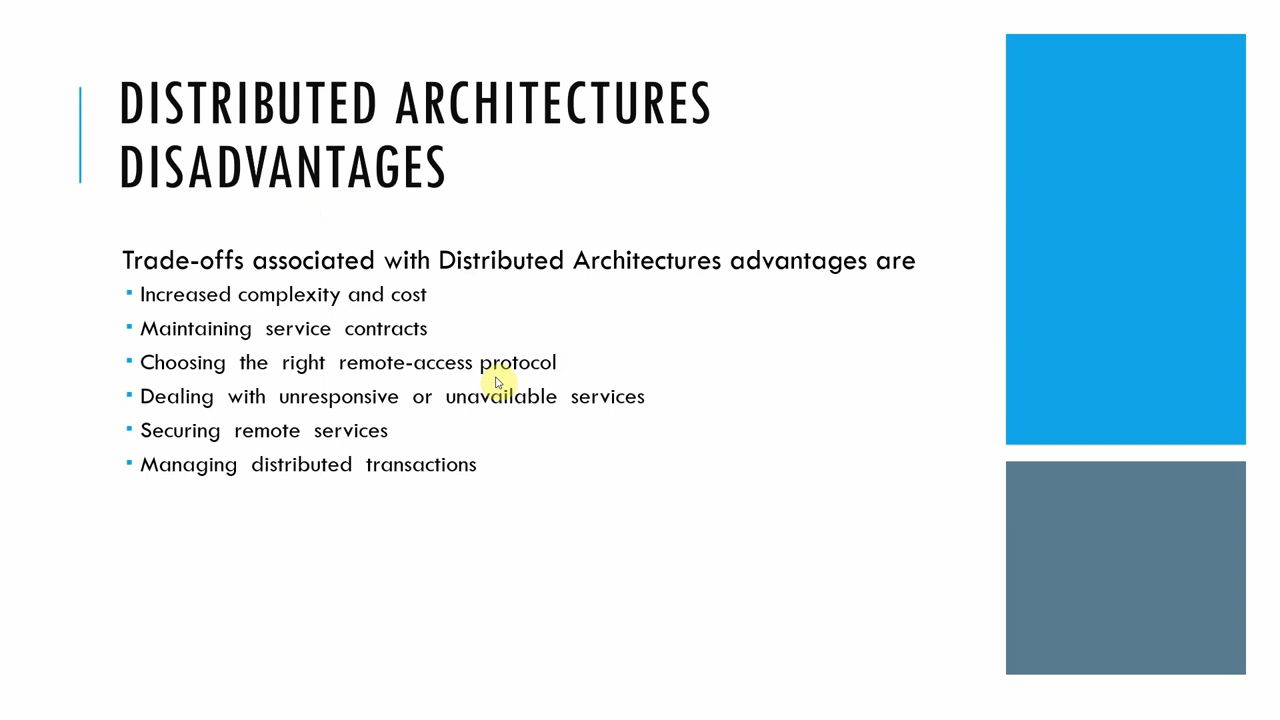 DISTRIBUTED ARCHITECTURES
DISADVANTAGES
Trade-offs associated with Distributed Architectures advantages are
Increased complexity and cost
Maintaining service contracts
Choosing the right remote-access protocol
Dealing with unresponsive or unavailable services
Securing remote services
Managing distributed transactions